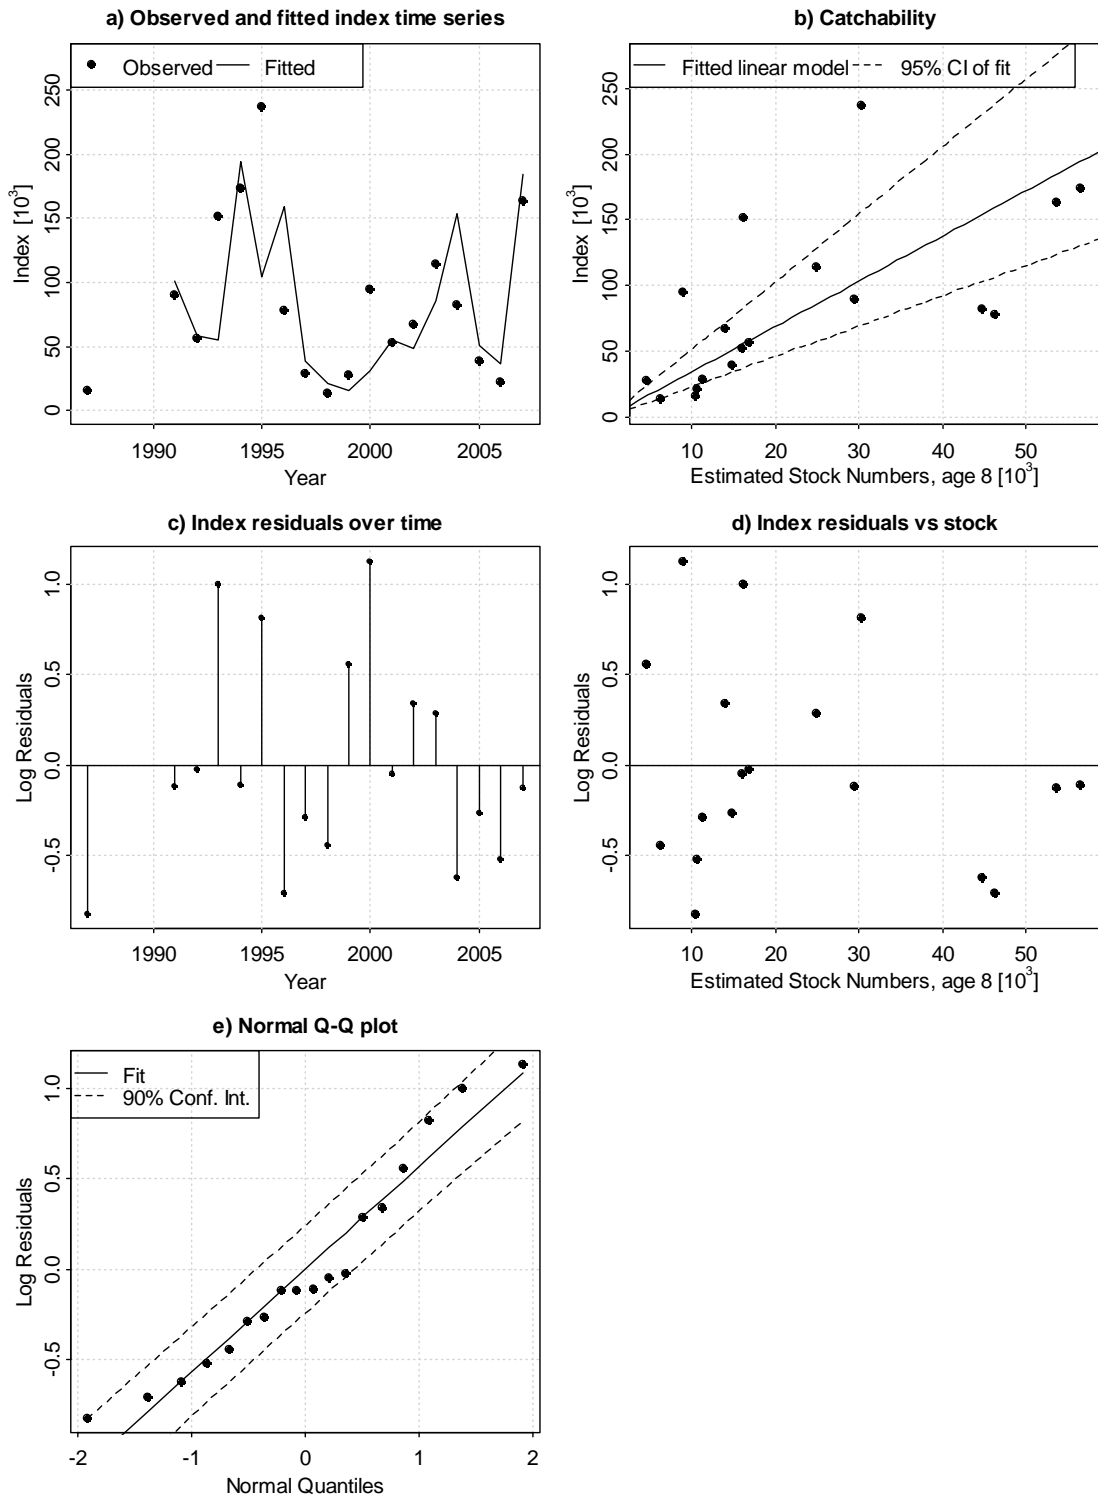 a) Observed and fitted index time series
Observed
Fitted
Index [10³]
0
50
100
150
200
250
1990
1995
2000
2005
Year
b) Catchability
Fitted linear model
95% CI of fit
Index [10³]
0
50
100
150
200
250
10
20
30
40
50
Estimated Stock Numbers, age 8 [10³]
c) Index residuals over time
Log Residuals
-0.5
0.0
0.5
1.0
1990
1995
2000
2005
Year
d) Index residuals vs stock
Log Residuals
-0.5
0.0
0.5
1.0
10
20
30
40
50
Estimated Stock Numbers, age 8 [10³]
e) Normal Q-Q plot
Fit
90% Conf. Int.
Log Residuals
-0.5
0.0
0.5
1.0
-2
-1
0
1
2
Normal Quantiles